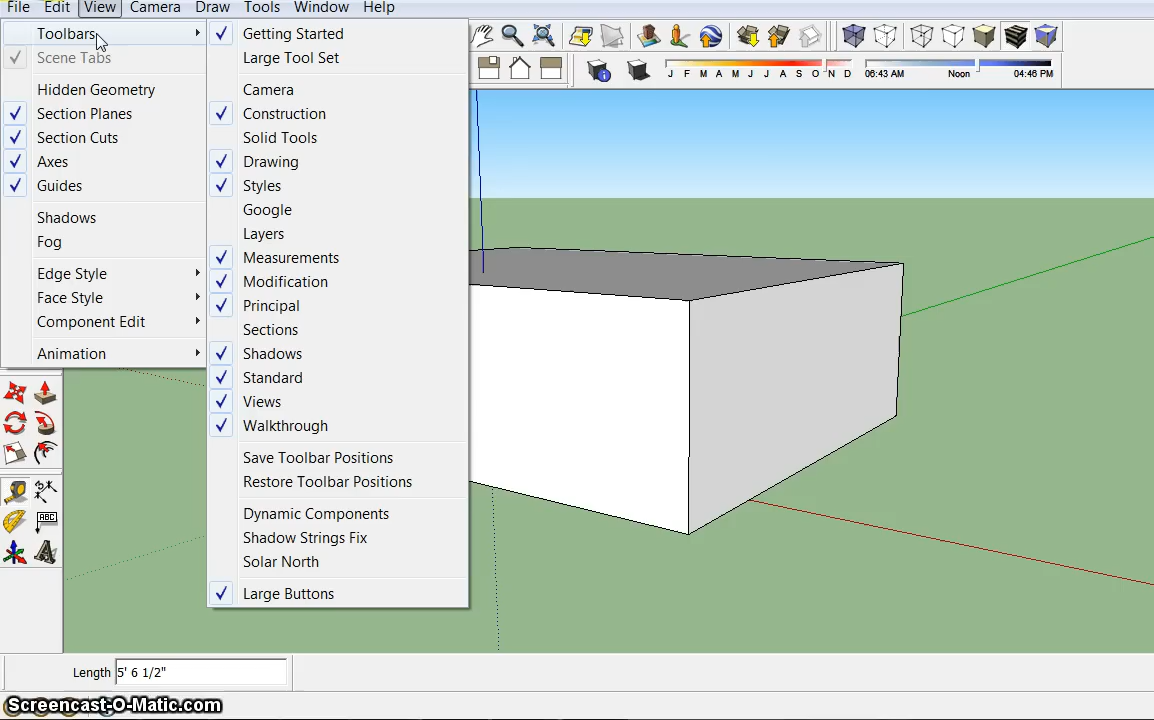 File Edit View Camera Draw Tools Window Help
Toolbars
Scene Tabs
Hidden Geometry
Section Planes
Section Cuts
Axes
Guides
Shadows
Fog
Edge Style
Face Style
Component Edit
Animation
Getting Started
Large Tool Set
Camera
Construction
Solid Tools
Drawing
Styles
Google
Layers
Measurements
Modification
Principal
Sections
Shadows
Standard
Views
Walkthrough
Save Toolbar Positions
Restore Toolbar Positions
Dynamic Components
Shadow Strings Fix
Solar North
Large Buttons
J F M A M J J A S O N D 06:43 AM Noon 04:46 PM
ABC
A
Length 5' 6 1/2"
Screencast-O-Matic.com